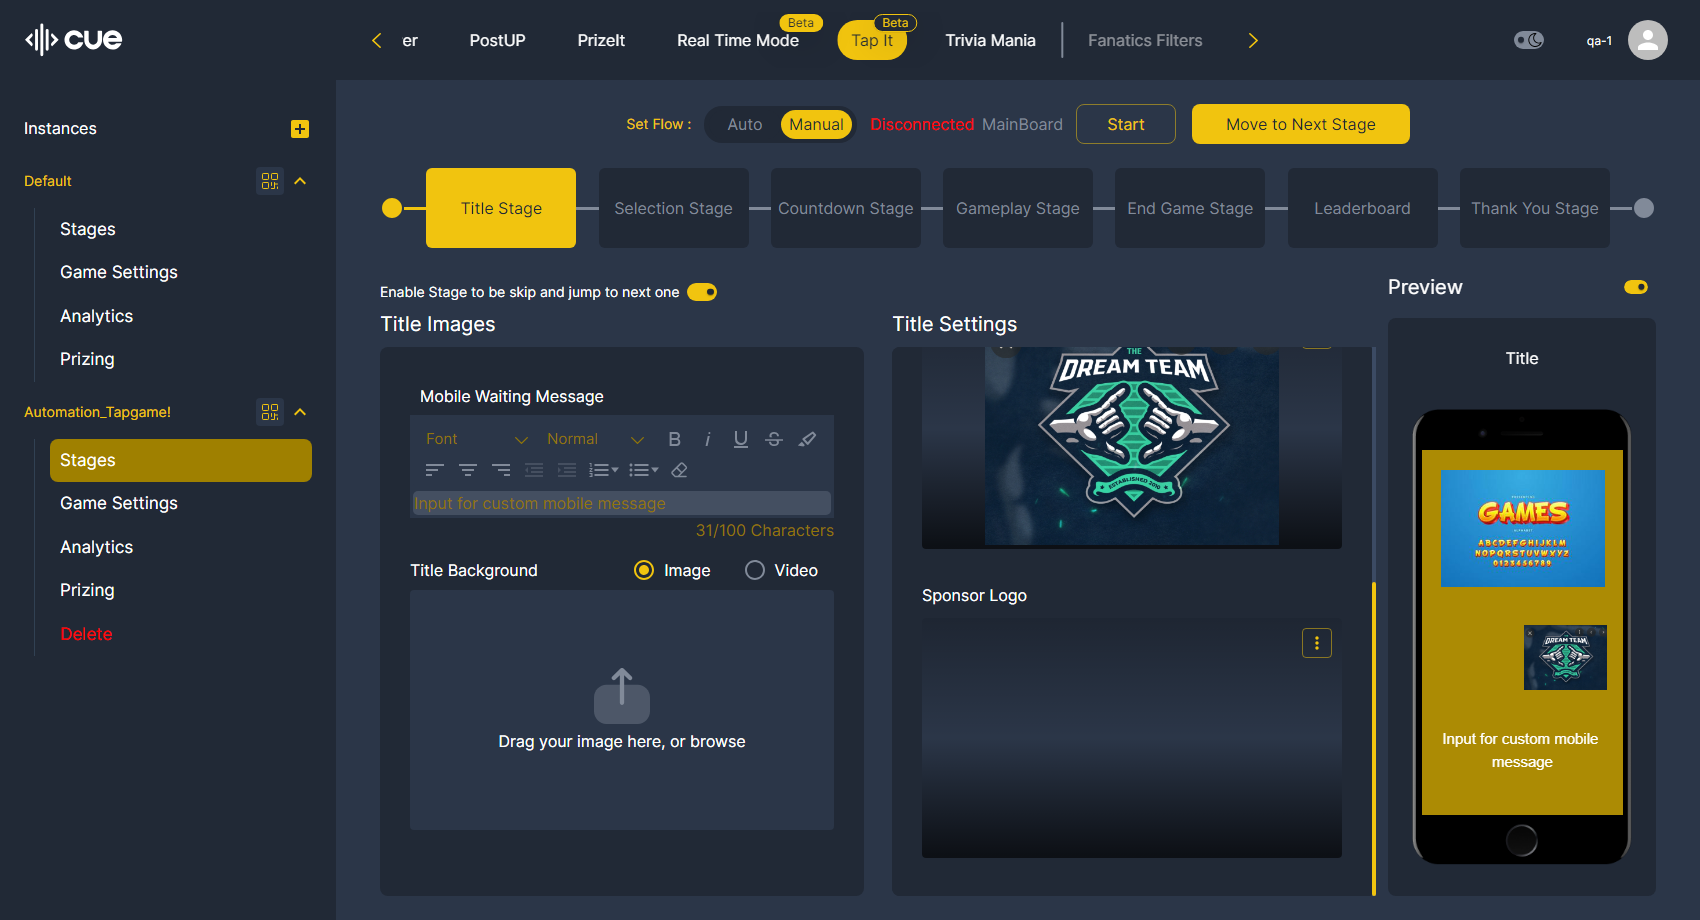 cue
er
PostUP
PrizeIt
Real Time Mode
Beta
Tap It
Beta
Trivia Mania
Fanatics Filters
qa-1
Instances
Default
Stages
Game Settings
Analytics
Prizing
Automation_Tapgame!
Stages
Game Settings
Analytics
Prizing
Delete
Set Flow :
Auto
Manual
Disconnected
MainBoard
Start
Move to Next Stage
Title Stage
Selection Stage
Countdown Stage
Gameplay Stage
End Game Stage
Leaderboard
Thank You Stage
Enable Stage to be skip and jump to next one
Title Images
Mobile Waiting Message
Font
Normal
B
i
U
S
Input for custom mobile message
31/100 Characters
Title Background
Image
Video
Drag your image here, or browse
Title Settings
THE
DREAM TEAM
ESTABLISHED 2010
Sponsor Logo
Preview
Title
GAMES
ALPHABET
ABCDEFGHIJKLM
NOPQRSTUVWXYZ
0123456789
DREAM TEAM
Input for custom mobile
message